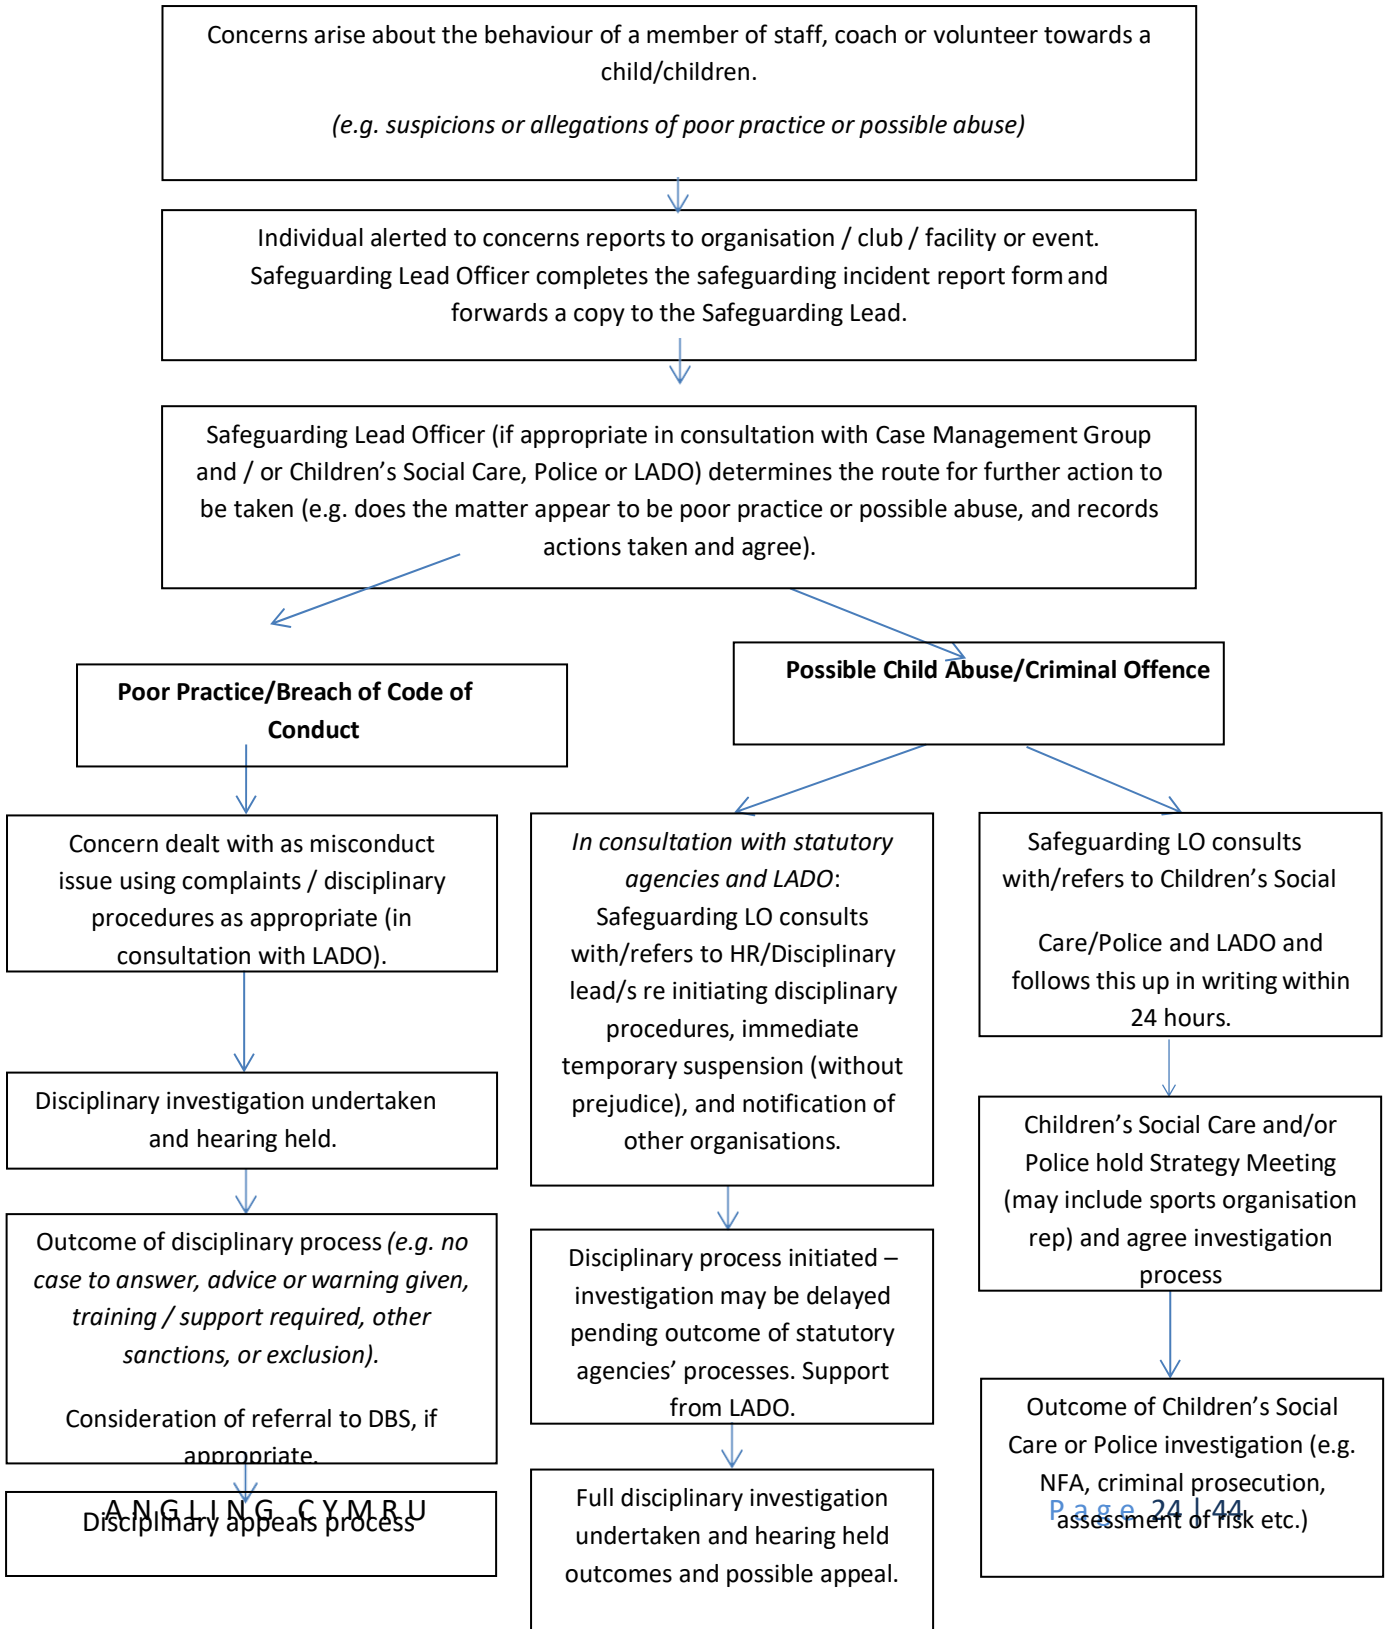 Concerns arise about the behaviour of a member of staff, coach or volunteer towards a
child/children.
(e.g. suspicions or allegations of poor practice or possible abuse)
Individual alerted to concerns reports to organisation / club / facility or event.
Safeguarding Lead Officer completes the safeguarding incident report form and
forwards a copy to the Safeguarding Lead.
Safeguarding Lead Officer (if appropriate in consultation with Case Management Group
and / or Children’s Social Care, Police or LADO) determines the route for further action to
be taken (e.g. does the matter appear to be poor practice or possible abuse, and records
actions taken and agree).
Poor Practice/Breach of Code of
Conduct
Possible Child Abuse/Criminal Offence
Concern dealt with as misconduct
issue using complaints / disciplinary
procedures as appropriate (in
consultation with LADO).
Disciplinary investigation undertaken
and hearing held.
Outcome of disciplinary process (e.g. no
case to answer, advice or warning given,
training / support required, other
sanctions, or exclusion).
Consideration of referral to DBS, if
appropriate.
Disciplinary appeals process
In consultation with statutory
agencies and LADO:
Safeguarding LO consults
with/refers to HR/Disciplinary
lead/s re initiating disciplinary
procedures, immediate
temporary suspension (without
prejudice), and notification of
other organisations.
Disciplinary process initiated –
investigation may be delayed
pending outcome of statutory
agencies’ processes. Support
from LADO.
Full disciplinary investigation
undertaken and hearing held
outcomes and possible appeal.
Safeguarding LO consults
with/refers to Children’s Social
Care/Police and LADO and
follows this up in writing within
24 hours.
Children’s Social Care and/or
Police hold Strategy Meeting
(may include sports organisation
rep) and agree investigation
process
Outcome of Children’s Social
Care or Police investigation (e.g.
NFA, criminal prosecution,
assessment of risk etc.)
ANGLING CYMRU
Page 24 | 44